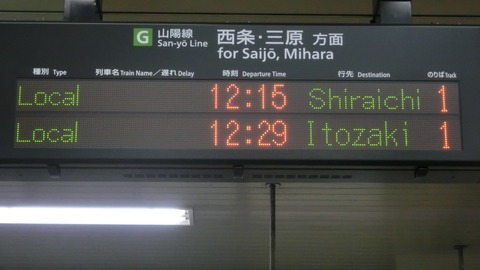 G 山陽線 San-yō Line 西条・三原 方面
for Saijō, Mihara
種別 Type 列車名 Train Name／遅れ Delay 時刻 Departure Time 行先 Destination のりば Track
Local 12:15 Shiraichi 1
Local 12:29 Itozaki 1